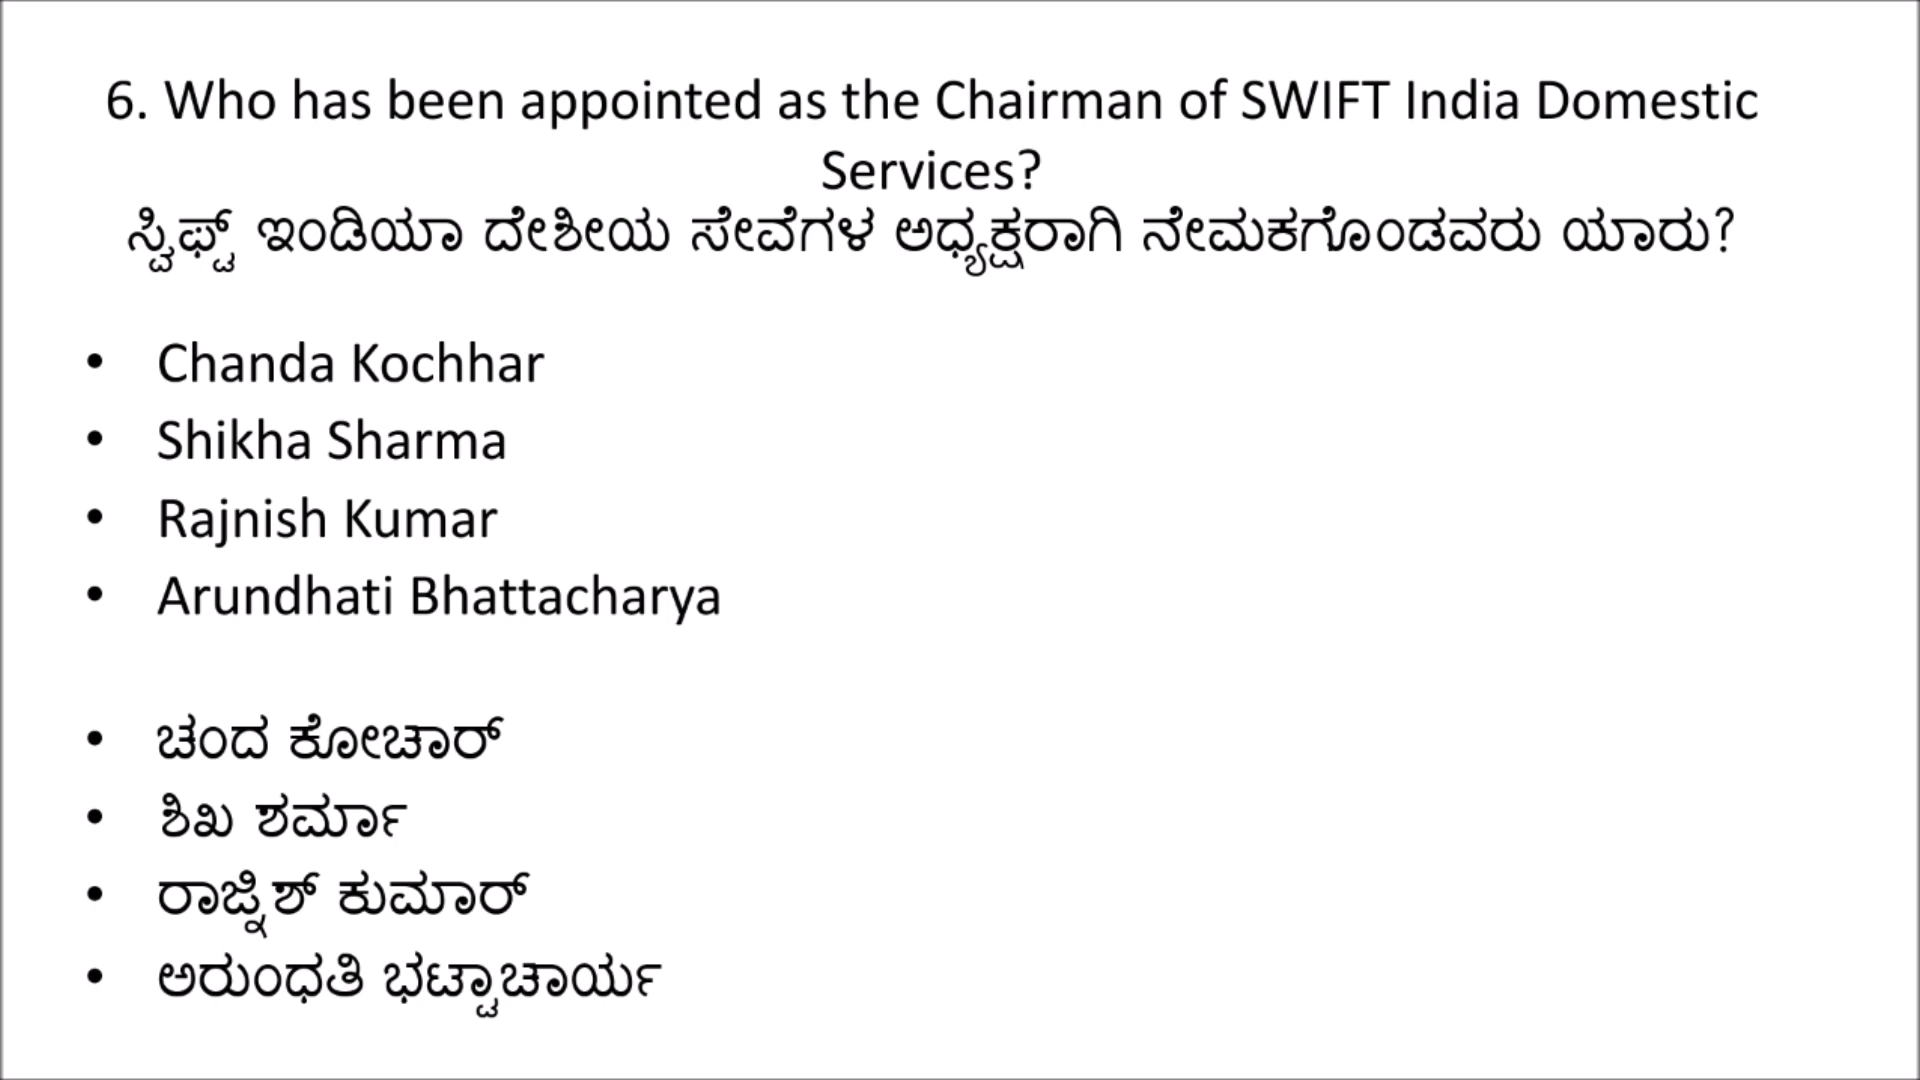 6. Who has been appointed as the Chairman of SWIFT India Domestic
Services?
ಸ್ವಿಫ್ಟ್ ಇಂಡಿಯಾ ದೇಶೀಯ ಸೇವೆಗಳ ಅಧ್ಯಕ್ಷರಾಗಿ ನೇಮಕಗೊಂಡವರು ಯಾರು?
• Chanda Kochhar
• Shikha Sharma
• Rajnish Kumar
• Arundhati Bhattacharya
• ಚಂದ ಕೋಚಾರ್
• ಶಿಖ ಶರ್ಮಾ
• ರಾಜ್ನಿಶ್ ಕುಮಾರ್
• ಅರುಂಧತಿ ಭಟ್ಟಾಚಾರ್ಯ